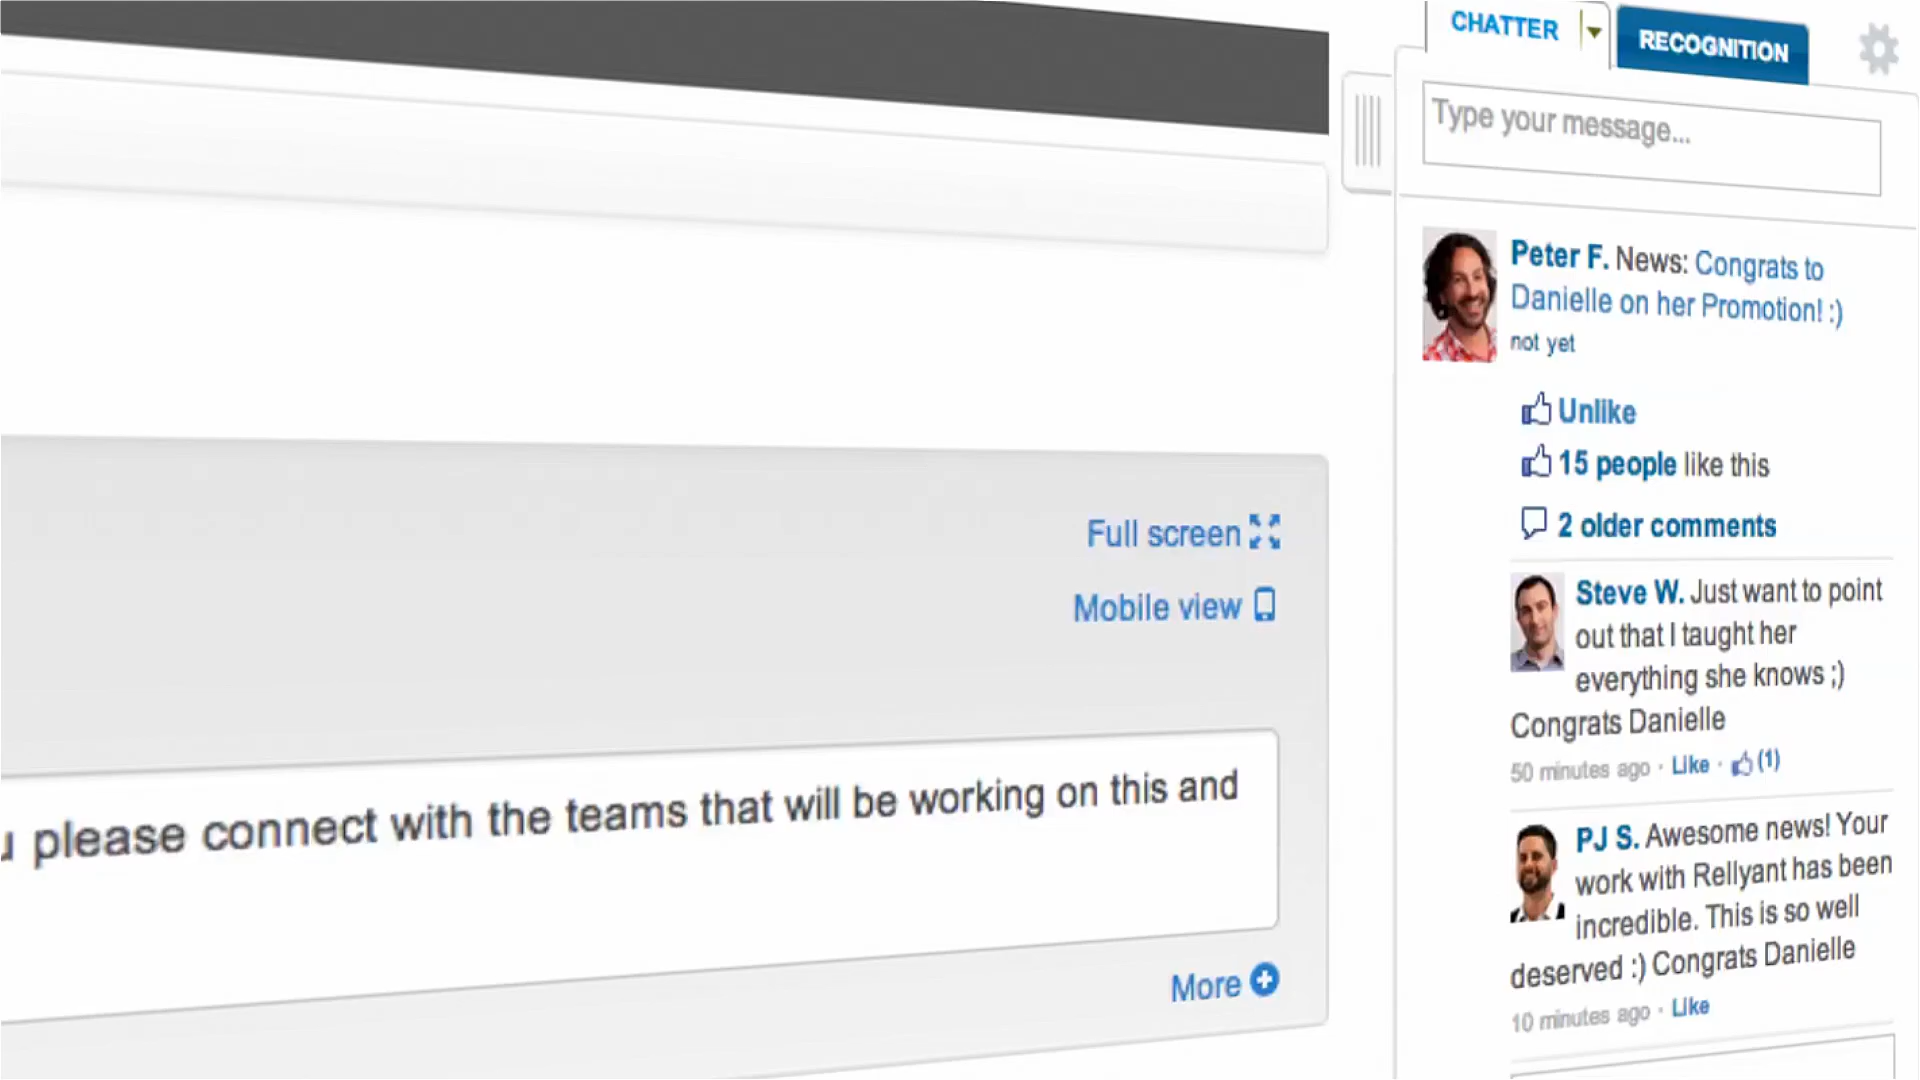 CHATTER
RECOGNITION
Type your message...
Peter F. News: Congrats to
Danielle on her Promotion! :)
not yet
Unlike
15 people like this
2 older comments
Steve W. Just want to point
out that I taught her
everything she knows ;)
Congrats Danielle
50 minutes ago · Like · (1)
PJ S. Awesome news! Your
work with Rellyant has been
incredible. This is so well
deserved :) Congrats Danielle
10 minutes ago · Like
Full screen
Mobile view
please connect with the teams that will be working on this and
More